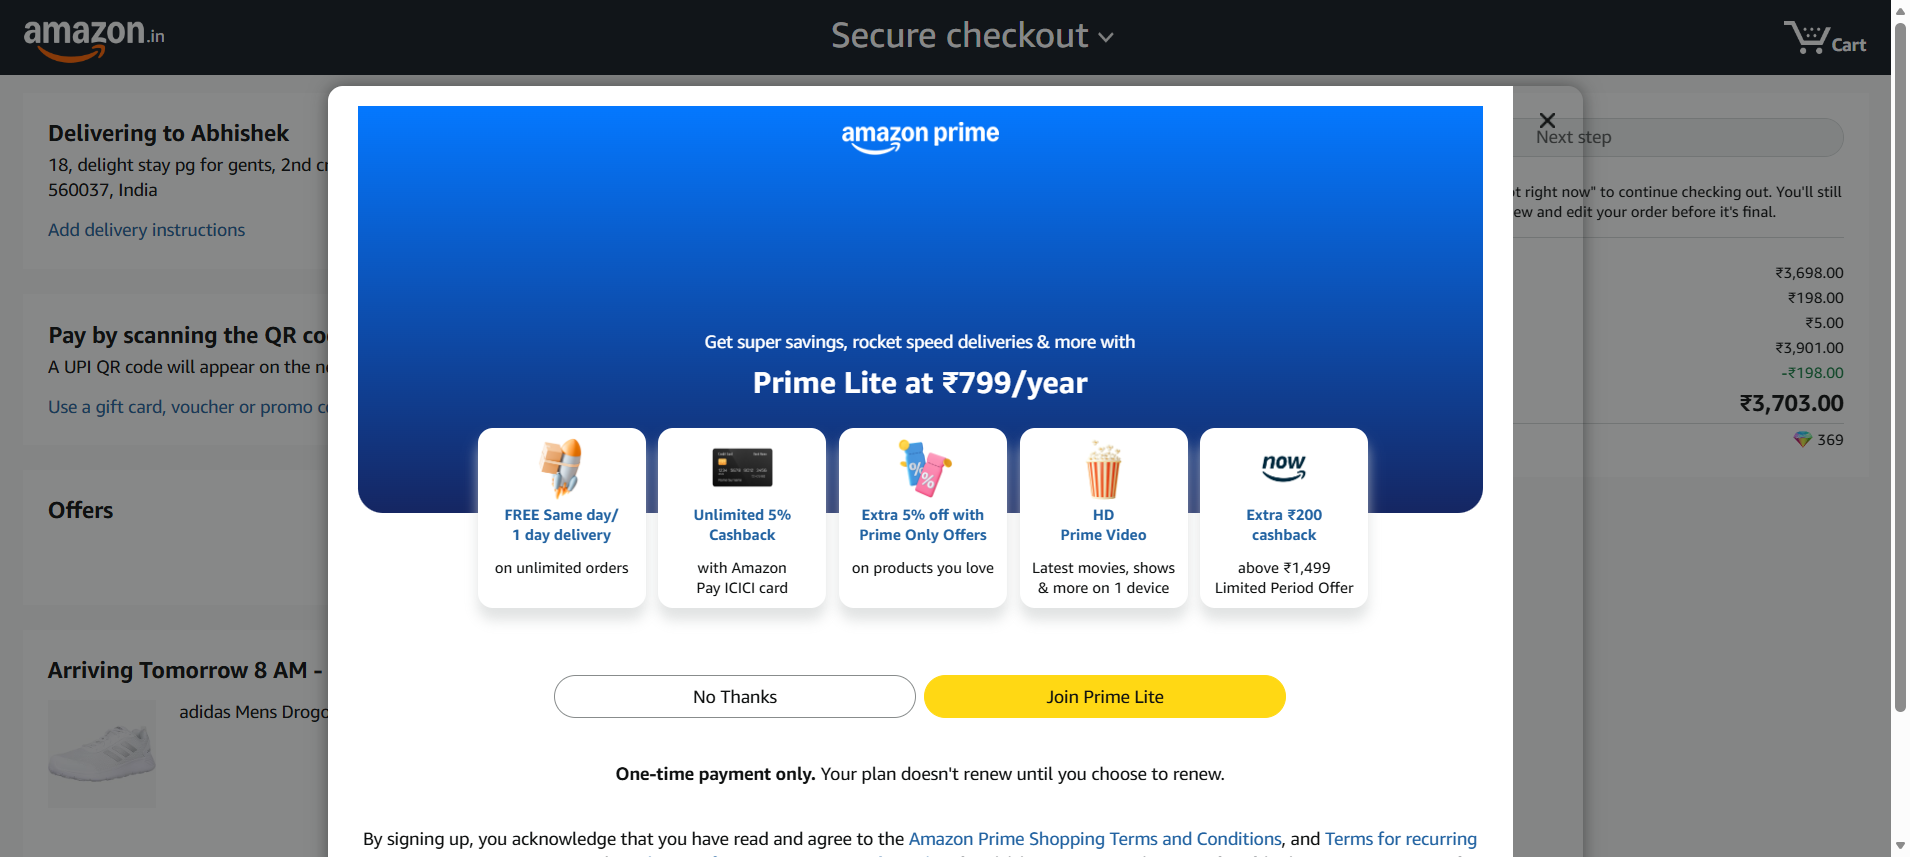 amazon.in
Secure checkout
Cart
Delivering to Abhishek
18, delight stay pg for gents, 2nd
560037, India
Add delivery instructions
Pay by scanning the QR
A UPI QR code will appear on the
Use a gift card, voucher or promo
Offers
Arriving Tomorrow 8 AM -
adidas Mens
amazon prime
Get super savings, rocket speed deliveries & more with
Prime Lite at ₹799/year
FREE Same day/
1 day delivery
on unlimited orders
Unlimited 5%
Cashback
with Amazon
Pay ICICI card
Extra 5% off with
Prime Only Offers
on products you love
HD
Prime Video
Latest movies, shows
& more on 1 device
now
Extra ₹200
cashback
above ₹1,499
Limited Period Offer
No Thanks
Join Prime Lite
One-time payment only. Your plan doesn't renew until you choose to renew.
By signing up, you acknowledge that you have read and agree to the Amazon Prime Shopping Terms and Conditions, and Terms for recurring
Next step
right now" to continue checking out. You'll still
and edit your order before it's final.
₹3,698.00
₹198.00
₹5.00
₹3,901.00
-₹198.00
₹3,703.00
369